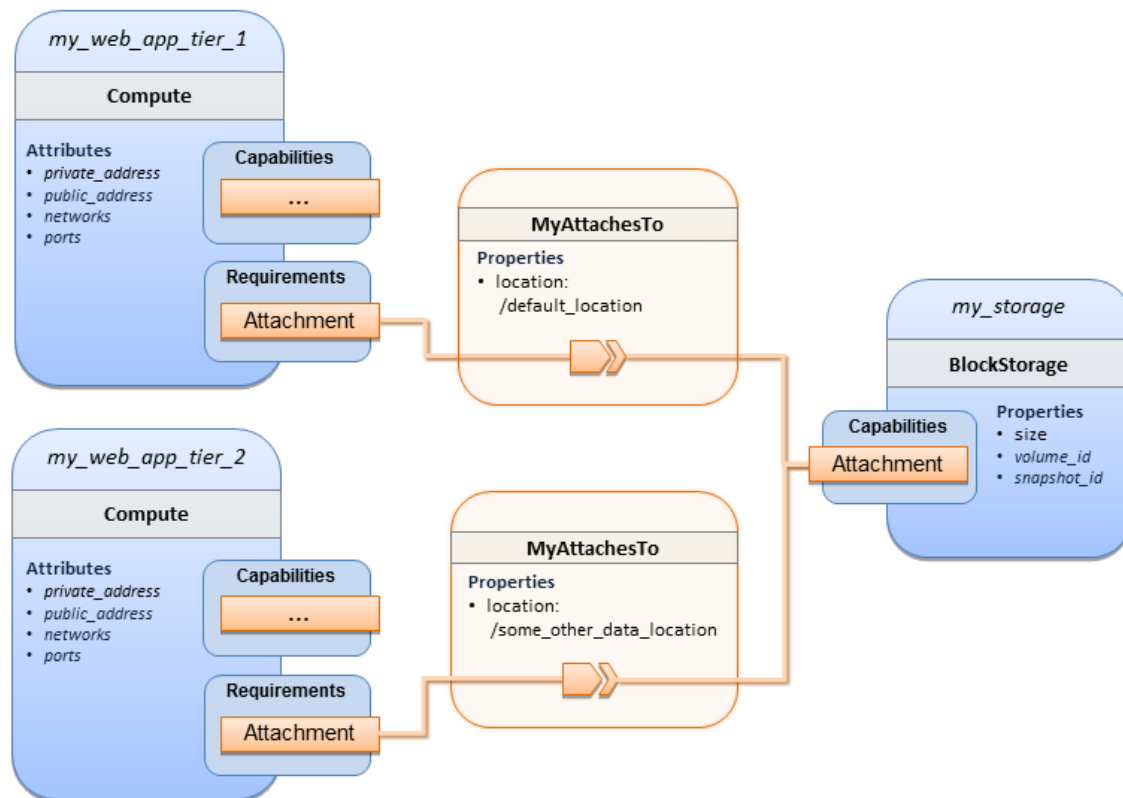 my_web_app_tier_1
Compute
Attributes
• private_address
• public_address
• networks
• ports
Capabilities
...
Requirements
Attachment
MyAttachesTo
Properties
• location:
/default_location
my_web_app_tier_2
Compute
Attributes
• private_address
• public_address
• networks
• ports
Capabilities
...
Requirements
Attachment
MyAttachesTo
Properties
• location:
/some_other_data_location
my_storage
BlockStorage
Capabilities
Attachment
Properties
• size
• volume_id
• snapshot_id